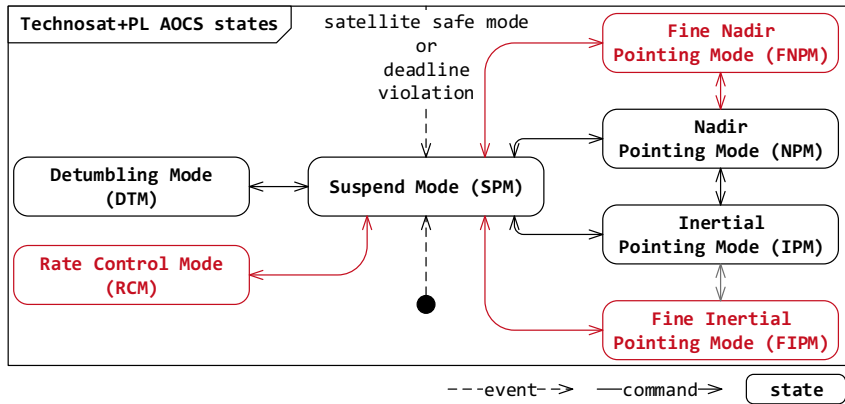 Technosat+PL AOCS states
satellite safe mode
or
deadline
violation
Fine Nadir
Pointing Mode (FNPM)
Nadir
Pointing Mode (NPM)
Detumbling Mode
(DTM)
Suspend Mode (SPM)
Inertial
Pointing Mode (IPM)
Rate Control Mode
(RCM)
Fine Inertial
Pointing Mode (FIPM)
event
command
state